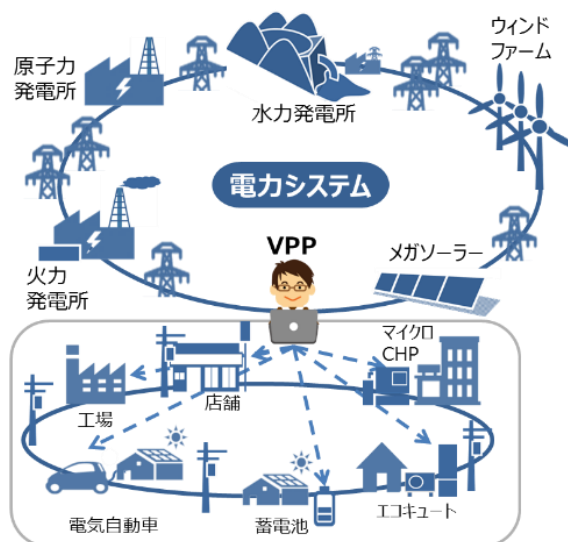 ウィンド
ファーム
原子力
発電所
水力発電所
電力システム
VPP
メガソーラー
火力
発電所
マイクロ
CHP
店舗
工場
電気自動車
蓄電池
エコキュート